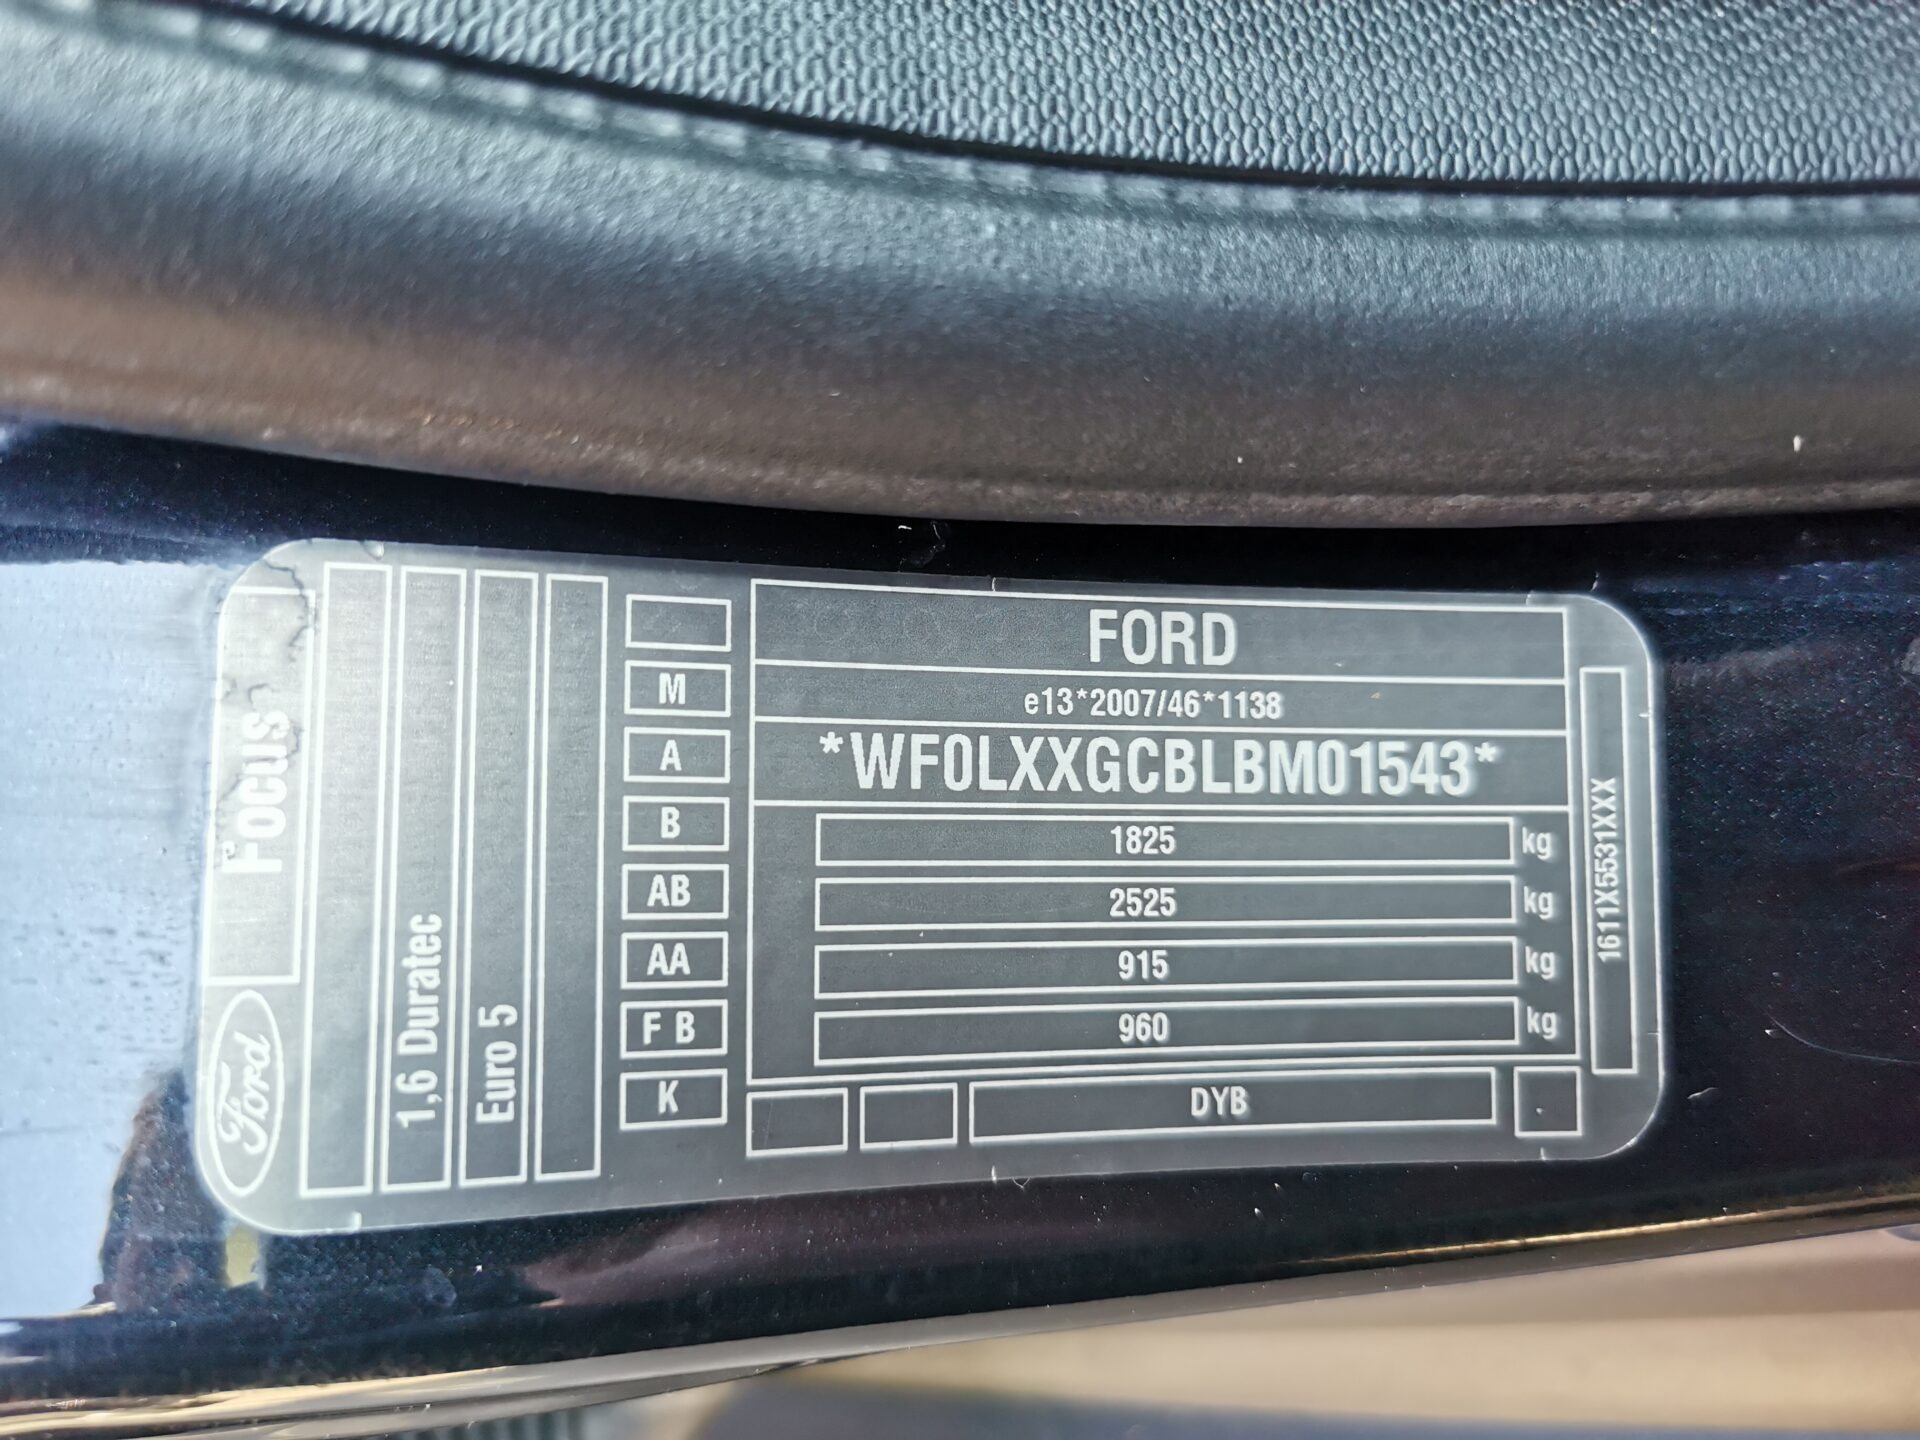 FORD
e13*2007/46*1138
*WF0LXXGCBLBM01543*
1825 kg
2525 kg
915 kg
960 kg
DYB
M
A
B
AB
AA
F B
K
Ford
Focus
1,6 Duratec
Euro 5
1611X5531XXX